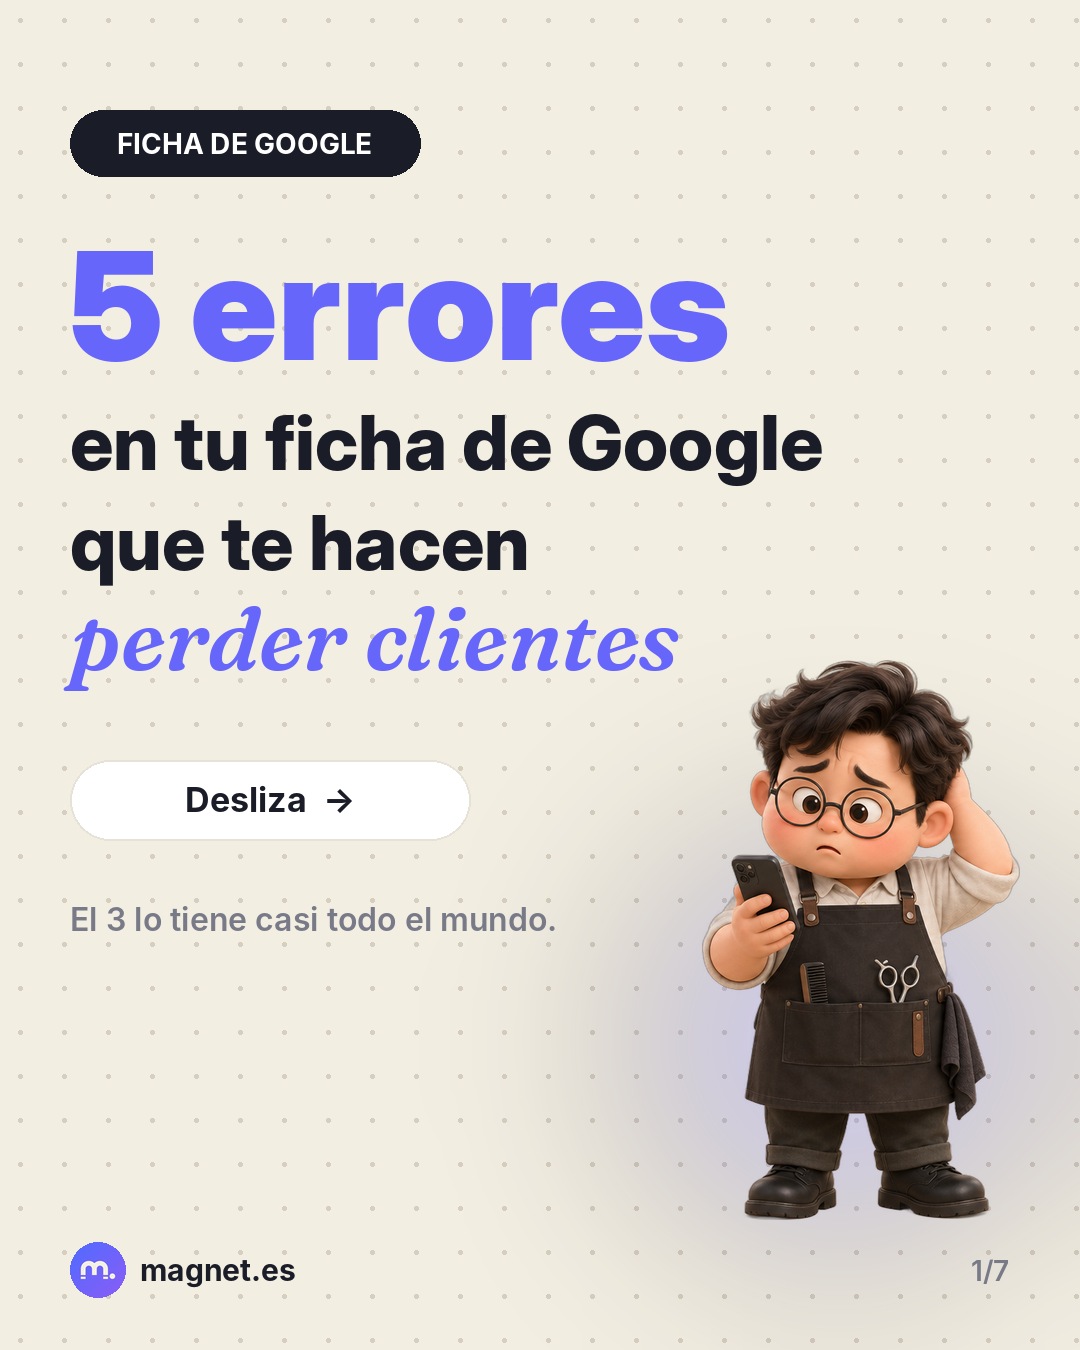 FICHA DE GOOGLE
5 errores
en tu ficha de Google
que te hacen
perder clientes
Desliza →
El 3 lo tiene casi todo el mundo.
m.
magnet.es
1/7